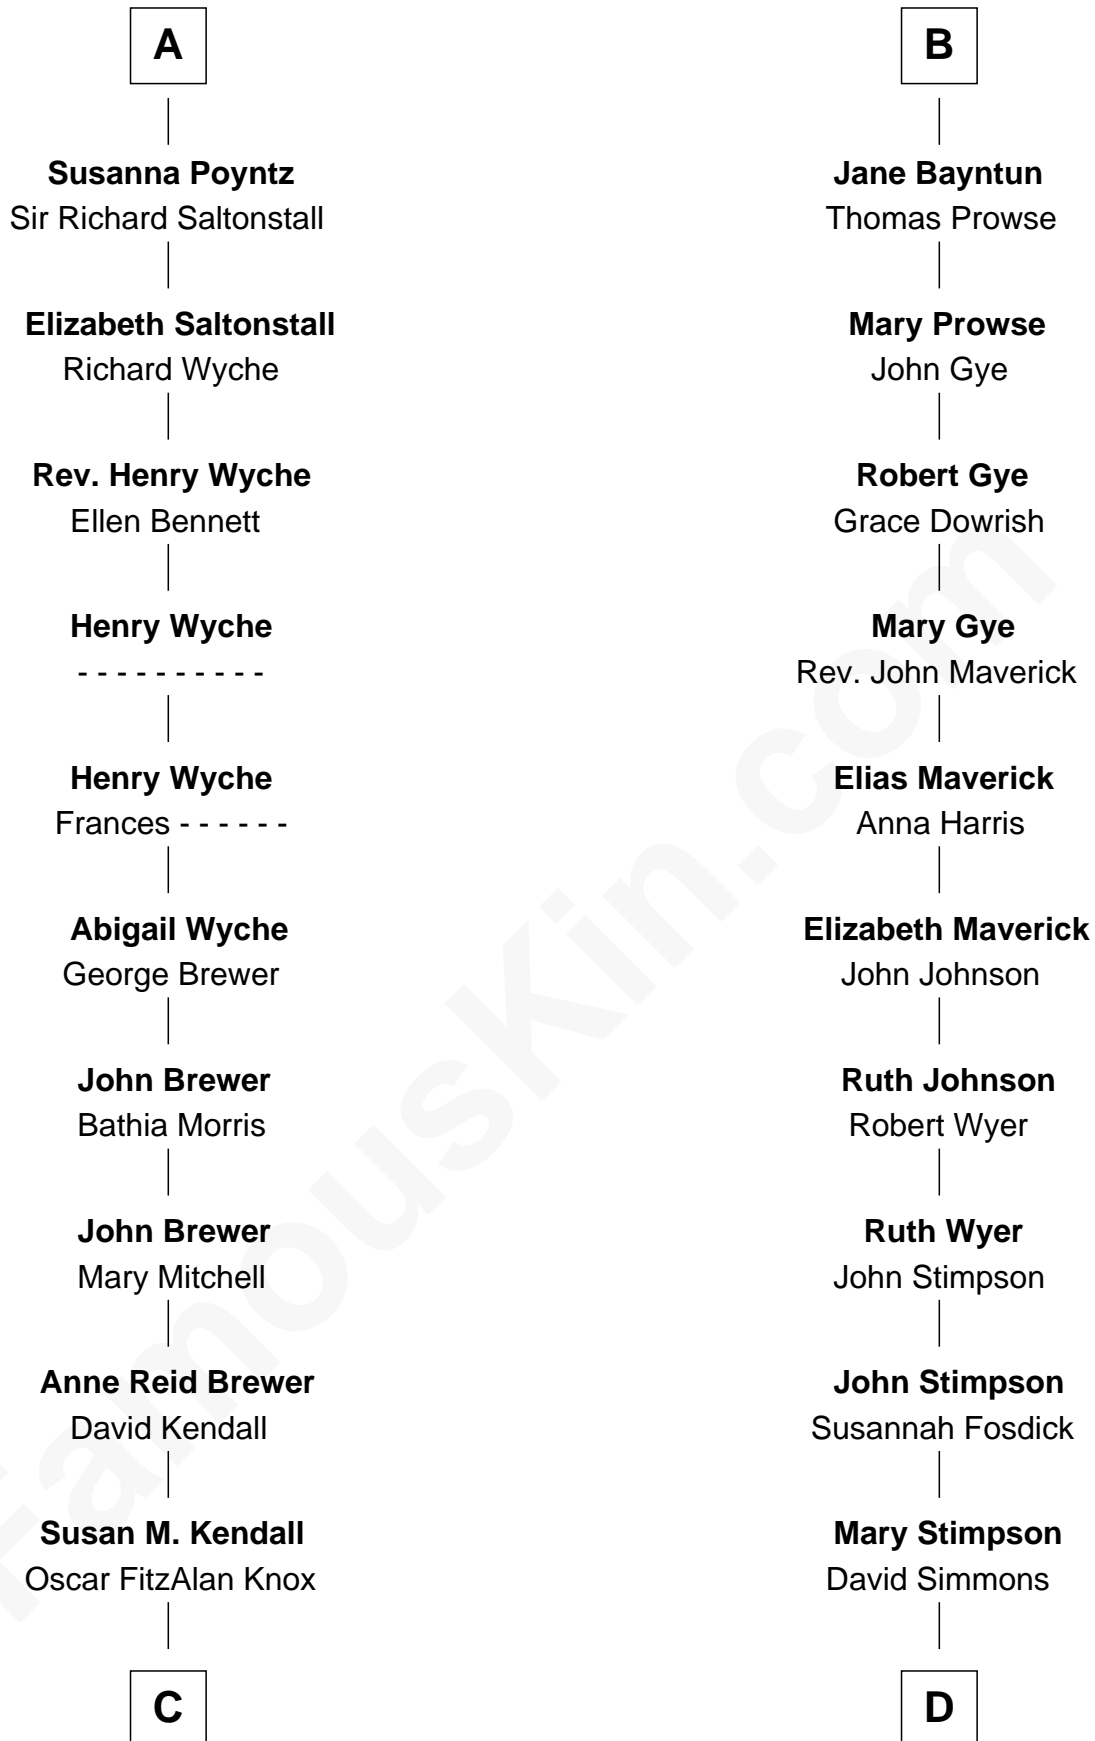 A
Susanna Poyntz
Sir Richard Saltonstall
Elizabeth Saltonstall
Richard Wyche
Rev. Henry Wyche
Ellen Bennett
Henry Wyche
- - - - - - - - - -
Henry Wyche
Frances - - - - - -
Abigail Wyche
George Brewer
John Brewer
Bathia Morris
John Brewer
Mary Mitchell
Anne Reid Brewer
David Kendall
Susan M. Kendall
Oscar FitzAlan Knox
C
B
Jane Bayntun
Thomas Prowse
Mary Prowse
John Gye
Robert Gye
Grace Dowrish
Mary Gye
Rev. John Maverick
Elias Maverick
Anna Harris
Elizabeth Maverick
John Johnson
Ruth Johnson
Robert Wyer
Ruth Wyer
John Stimpson
John Stimpson
Susannah Fosdick
Mary Stimpson
David Simmons
D
FamousKin.com